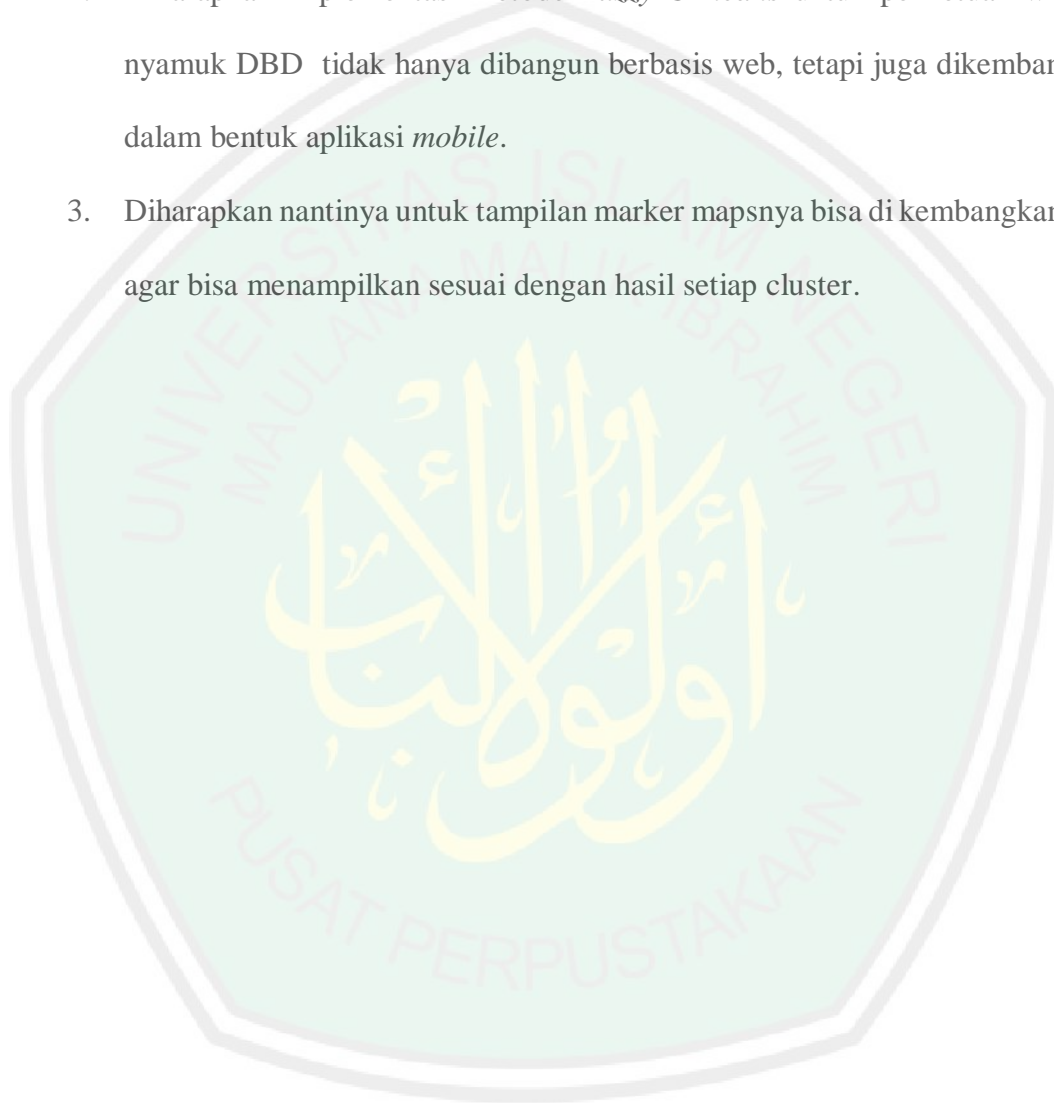 nyamuk DBD tidak hanya dibangun berbasis web, tetapi juga
dalam bentuk aplikasi mobile.
3. Diharapkan nantinya untuk tampilan marker mapsnya bisa di
agar bisa menampilkan sesuai dengan hasil setiap cluster.
UNIVERSITAS ISLAM NEGERI
MAULANA MALIK IBRAHIM
أولوا الألباب
PUSAT PERPUSTAKAAN